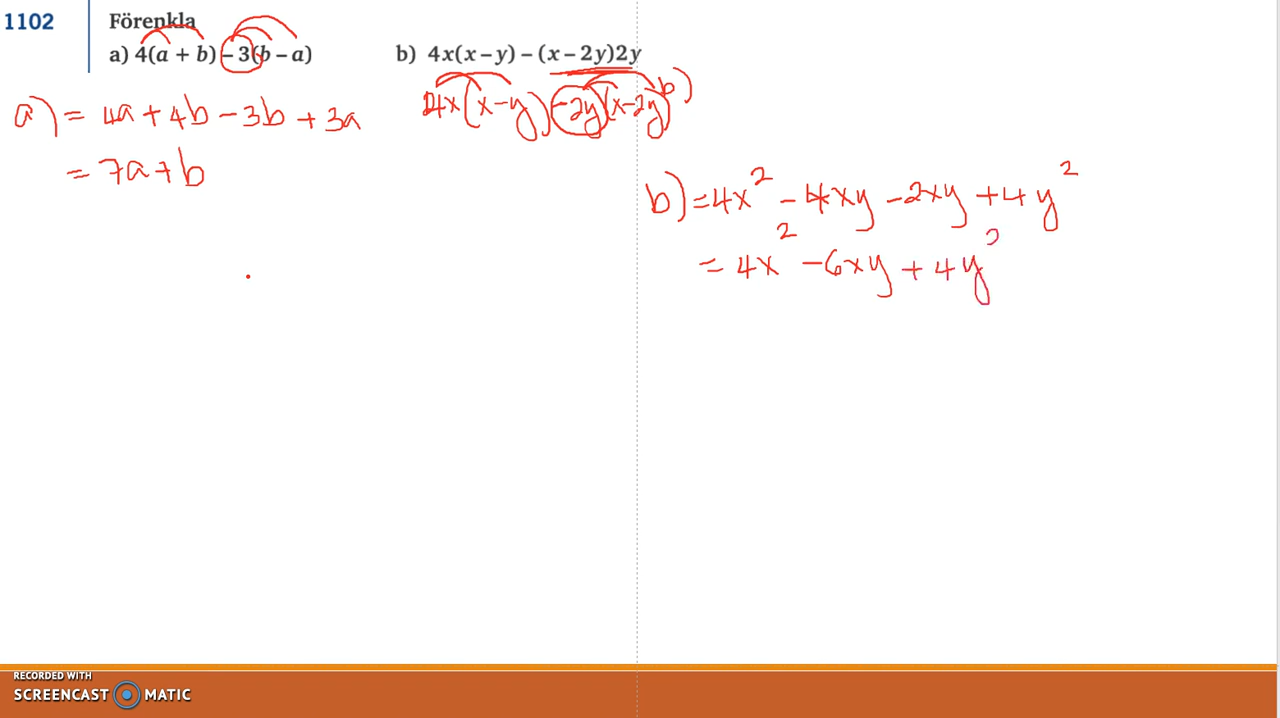 1102 Förenkla
a) 4(a + b) − 3(b − a) b) 4x(x − y) − (x − 2y)2y
a) = 4a + 4b − 3b + 3a
= 7a + b
4x(x − y) − 2y(x − 2y) b)
b) = 4x² − 4xy − 2xy + 4y²
= 4x² − 6xy + 4y²
RECORDED WITH
SCREENCAST MATIC